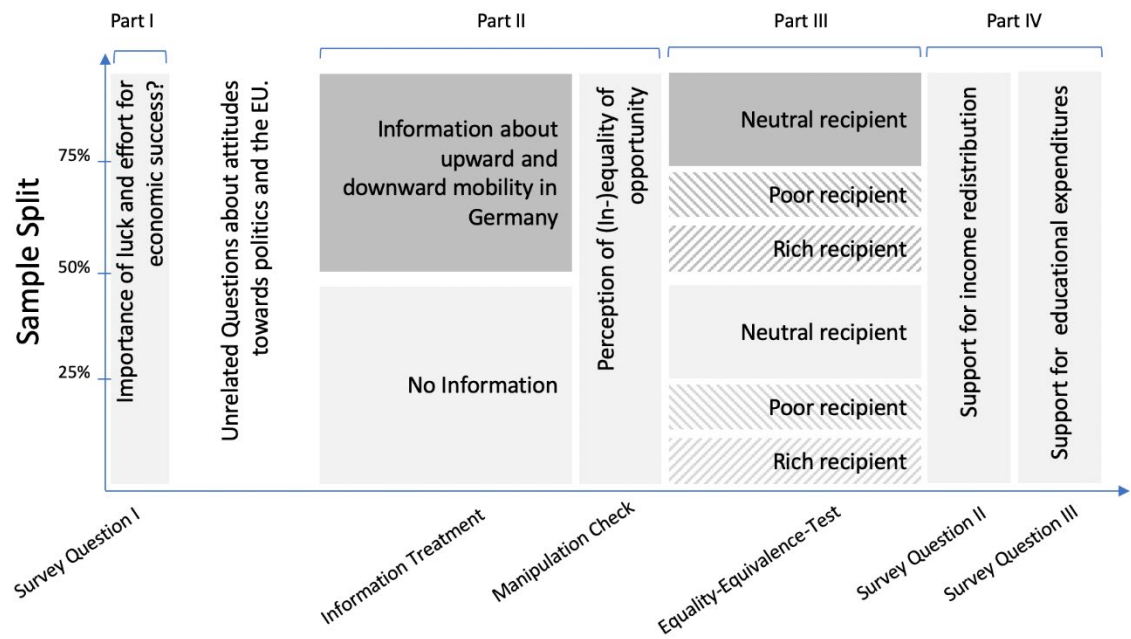 Part I
Part II
Part III
Part IV
Sample Split
75%
50%
25%
Importance of luck and effort for
economic success?
Unrelated Questions about attitudes
towards politics and the EU.
Information about
upward and
downward mobility in
Germany
No Information
Perception of (In-)equality of
opportunity
Neutral recipient
Poor recipient
Rich recipient
Neutral recipient
Poor recipient
Rich recipient
Support for income redistribution
Support for educational expenditures
Survey Question I
Information Treatment
Manipulation Check
Equality-Equivalence-Test
Survey Question II
Survey Question III